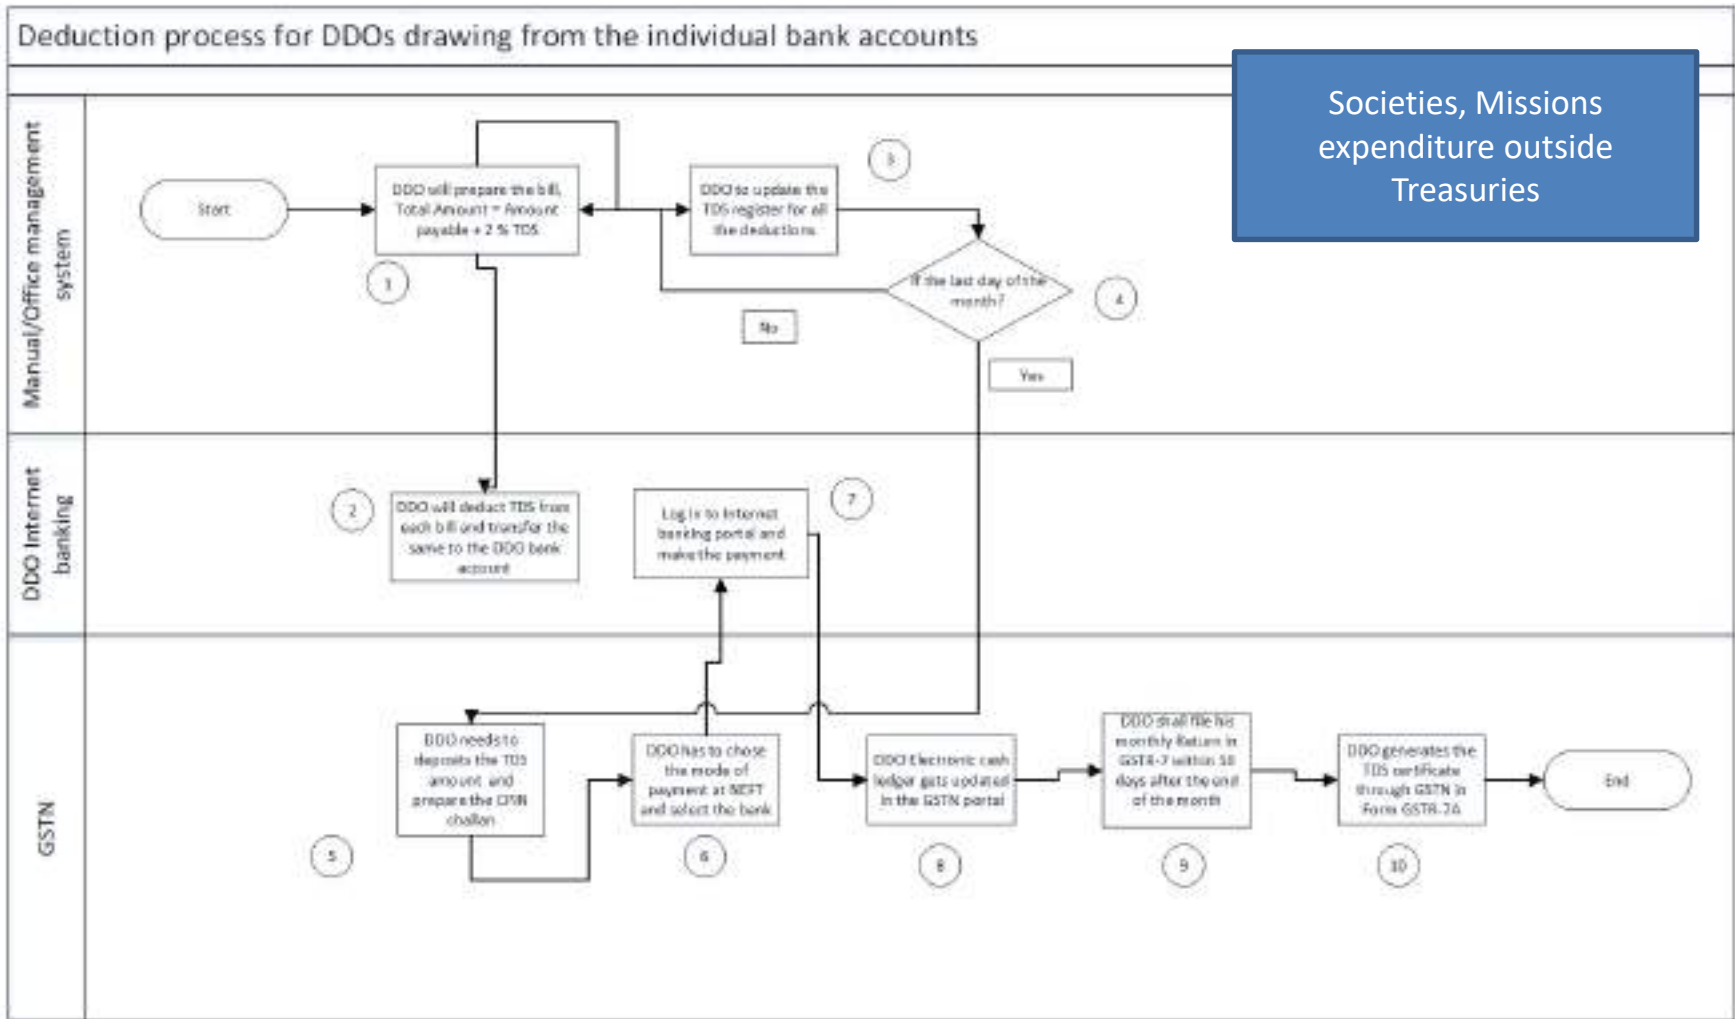 Deduction process for DDOs drawing from the individual bank accounts
Societies, Missions
expenditure outside
Treasuries
Manual/Office management
system
Start
DDO will prepare the bill,
Total Amount = Amount
payable + 2 % TDS
1
DDO to update the
TDS register for all
the deductions
3
If the last day of the
month?
4
No
Yes
DDO Internet
banking
2
DDO will deduct TDS from
each bill and transfer the
same to the DDO bank
account
Log in to Internet
banking portal and
make the payment
7
GSTN
DDO needs to
deposits the TDS
amount and
prepare the CPIN
challan
5
DDO has to chose
the mode of
payment at NEFT
and select the bank
6
DDO Electronic cash
ledger gets updated
in the GSTN portal
8
DDO shall file his
monthly Return in
GSTR-7 within 10
days after the end
of the month
9
DDO generates the
TDS certificate
through GSTN in
Form GSTR-7A
10
End